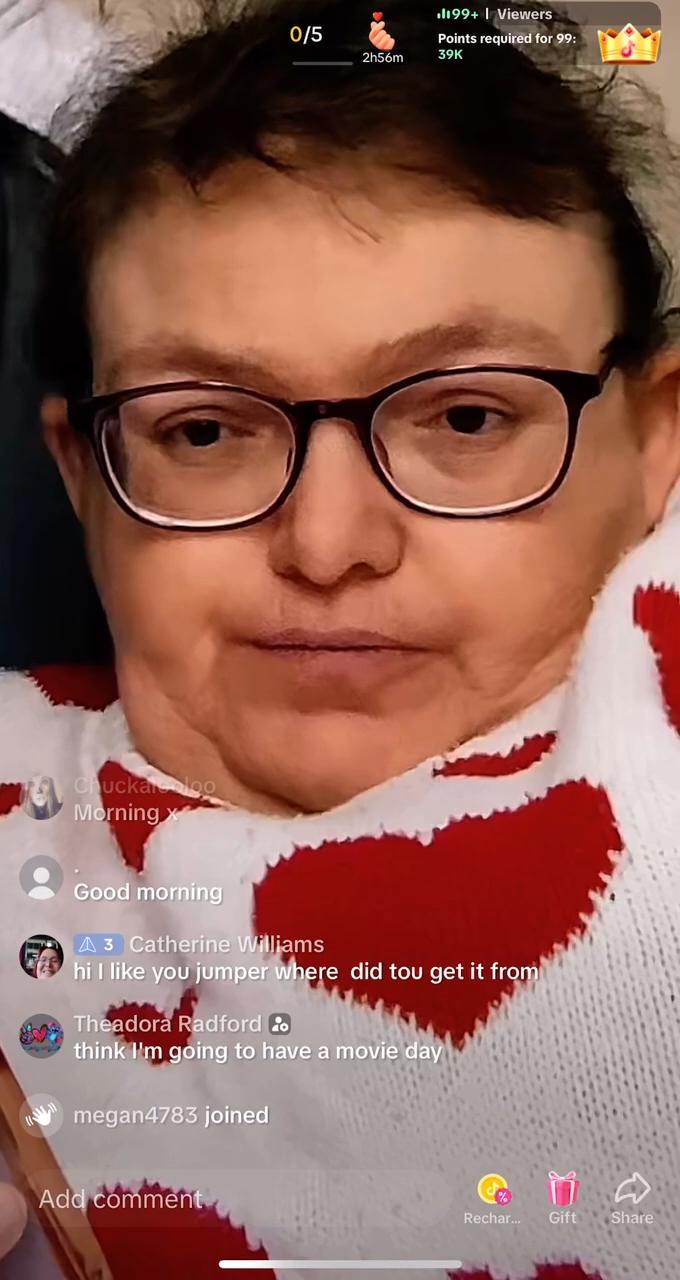 0/5
2h56m
99+ | Viewers
Points required for 99:
39K
Chuckalooloo
Morning x
.
Good morning
3 Catherine Williams
hi I like you jumper where  did tou get it from
Theadora Radford
think I'm going to have a movie day
megan4783 joined
Add comment
Rechar...
Gift
Share